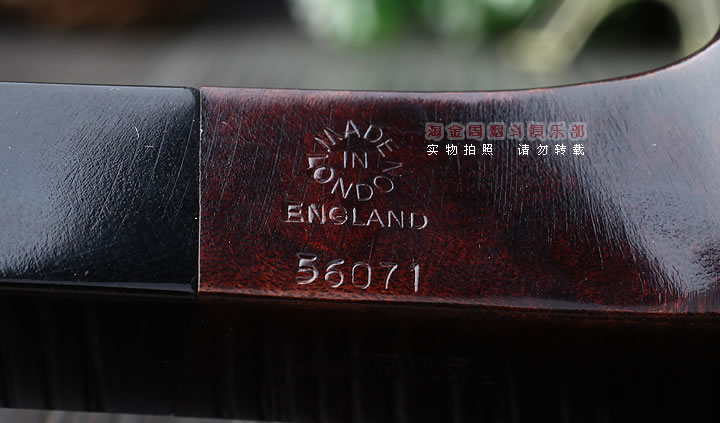 MADE
IN
LONDON
ENGLAND
56071
淘金园烟斗俱乐部
实物拍照 请勿转载